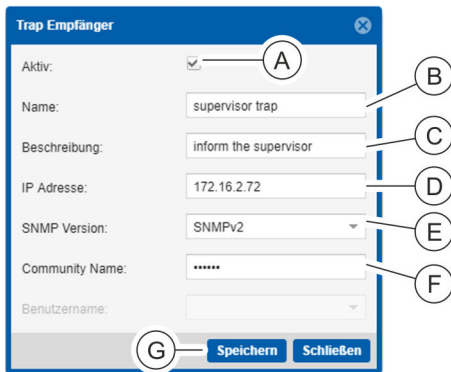 Trap Empfänger
Aktiv: A
Name: supervisor trap B
Beschreibung: inform the supervisor C
IP Adresse: 172.16.2.72 D
SNMP Version: SNMPv2 E
Community Name: •••••• F
Benutzername:
G Speichern Schließen